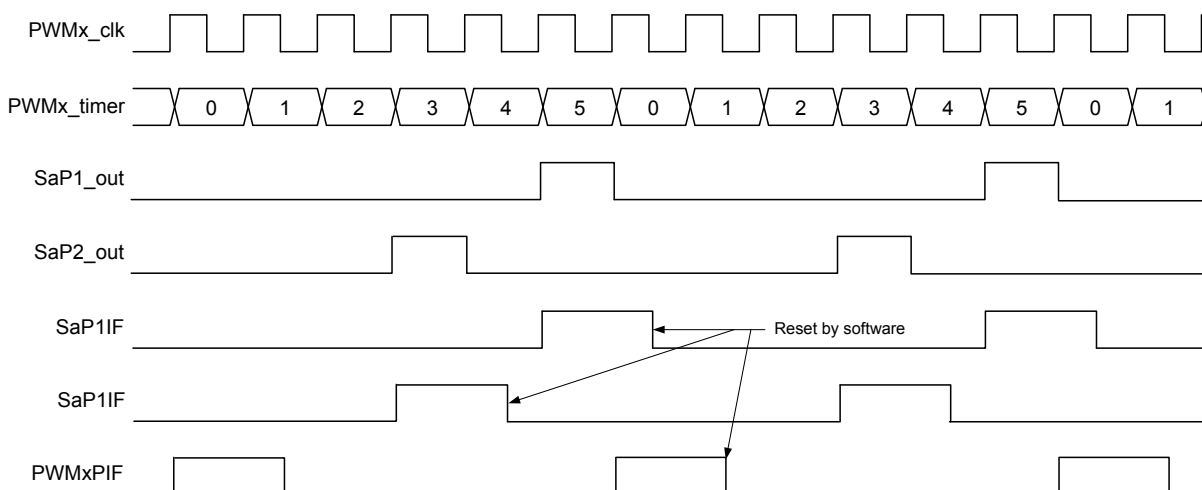 PWMx_clk
PWMx_timer 0 1 2 3 4 5 0 1 2 3 4 5 0 1
SaP1_out
SaP2_out
SaP1IF
Reset by software
SaP1IF
PWMxPIF